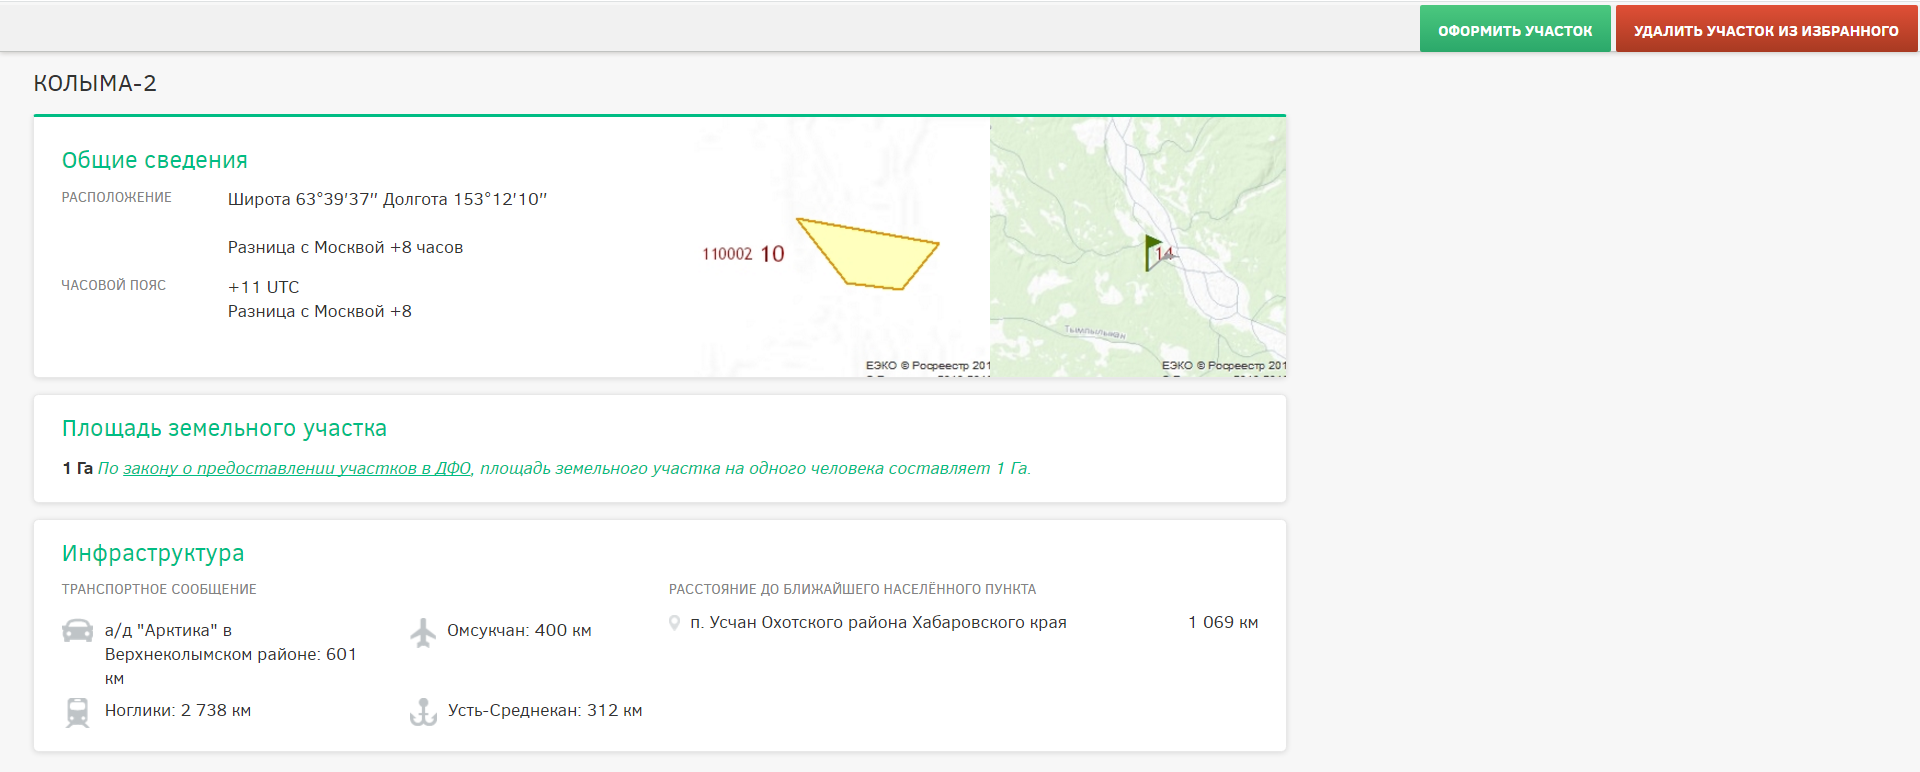 ОФОРМИТЬ УЧАСТОК
УДАЛИТЬ УЧАСТОК ИЗ ИЗБРАННОГО
КОЛЫМА-2
Общие сведения
РАСПОЛОЖЕНИЕ
Широта 63°39′37″ Долгота 153°12′10″
Разница с Москвой +8 часов
ЧАСОВОЙ ПОЯС
+11 UTC
Разница с Москвой +8
110002 10
ЕЭКО © Росреестр 201
14
ЕЭКО © Росреестр 201
Площадь земельного участка
1 Га По закону о предоставлении участков в ДФО, площадь земельного участка на одного человека составляет 1 Га.
Инфраструктура
ТРАНСПОРТНОЕ СООБЩЕНИЕ
а/д "Арктика" в
Верхнеколымском районе: 601
км
Омсукчан: 400 км
Ноглики: 2 738 км
Усть-Среднекан: 312 км
РАССТОЯНИЕ ДО БЛИЖАЙШЕГО НАСЕЛЁННОГО ПУНКТА
п. Усчан Охотского района Хабаровского края 1 069 км